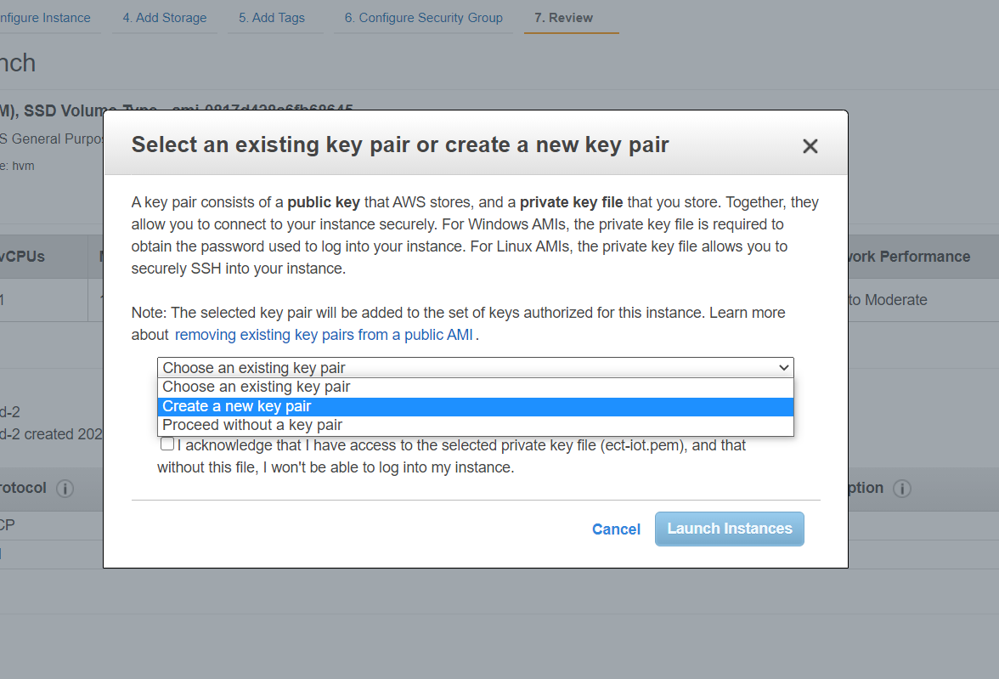 nfigure Instance 4. Add Storage 5. Add Tags 6. Configure Security Group 7. Review
nch
M), SSD Volume Type - ami-0817d428a6fb68645
Select an existing key pair or create a new key pair
S General Purpos
e: hvm
A key pair consists of a public key that AWS stores, and a private key file that you store. Together, they
allow you to connect to your instance securely. For Windows AMIs, the private key file is required to
obtain the password used to log into your instance. For Linux AMIs, the private key file allows you to
securely SSH into your instance.
vCPUs
work Performance
1
to Moderate
Note: The selected key pair will be added to the set of keys authorized for this instance. Learn more
about removing existing key pairs from a public AMI.
Choose an existing key pair
Choose an existing key pair
Create a new key pair
Proceed without a key pair
d-2
d-2 created 202
I acknowledge that I have access to the selected private key file (ect-iot.pem), and that
without this file, I won't be able to log into my instance.
rotocol
ption
CP
Cancel Launch Instances